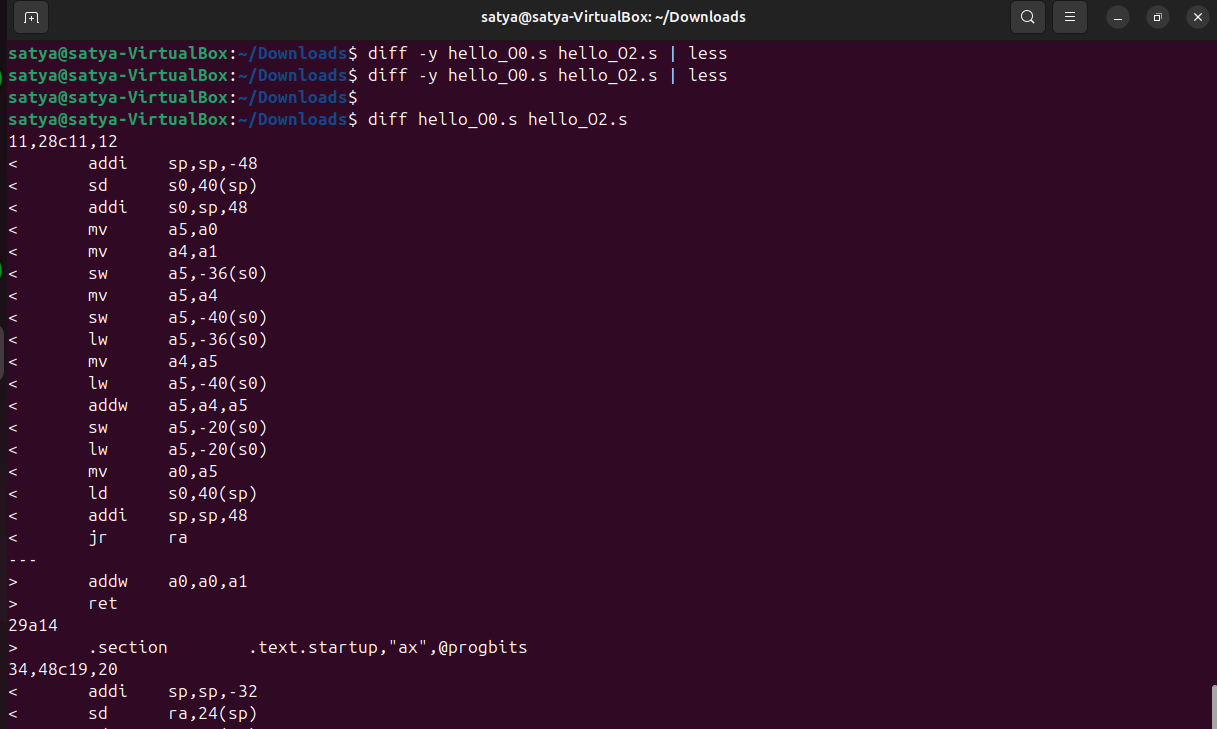 satya@satya-VirtualBox: ~/Downloads
satya@satya-VirtualBox:~/Downloads$ diff -y hello_O0.s hello_O2.s | less
satya@satya-VirtualBox:~/Downloads$ diff -y hello_O0.s hello_O2.s | less
satya@satya-VirtualBox:~/Downloads$
satya@satya-VirtualBox:~/Downloads$ diff hello_O0.s hello_O2.s
11,28c11,12
<       addi    sp,sp,-48
<       sd      s0,40(sp)
<       addi    s0,sp,48
<       mv      a5,a0
<       mv      a4,a1
<       sw      a5,-36(s0)
<       mv      a5,a4
<       sw      a5,-40(s0)
<       lw      a5,-36(s0)
<       mv      a4,a5
<       lw      a5,-40(s0)
<       addw    a5,a4,a5
<       sw      a5,-20(s0)
<       lw      a5,-20(s0)
<       mv      a0,a5
<       ld      s0,40(sp)
<       addi    sp,sp,48
<       jr      ra
---
>       addw    a0,a0,a1
>       ret
29a14
>       .section        .text.startup,"ax",@progbits
34,48c19,20
<       addi    sp,sp,-32
<       sd      ra,24(sp)